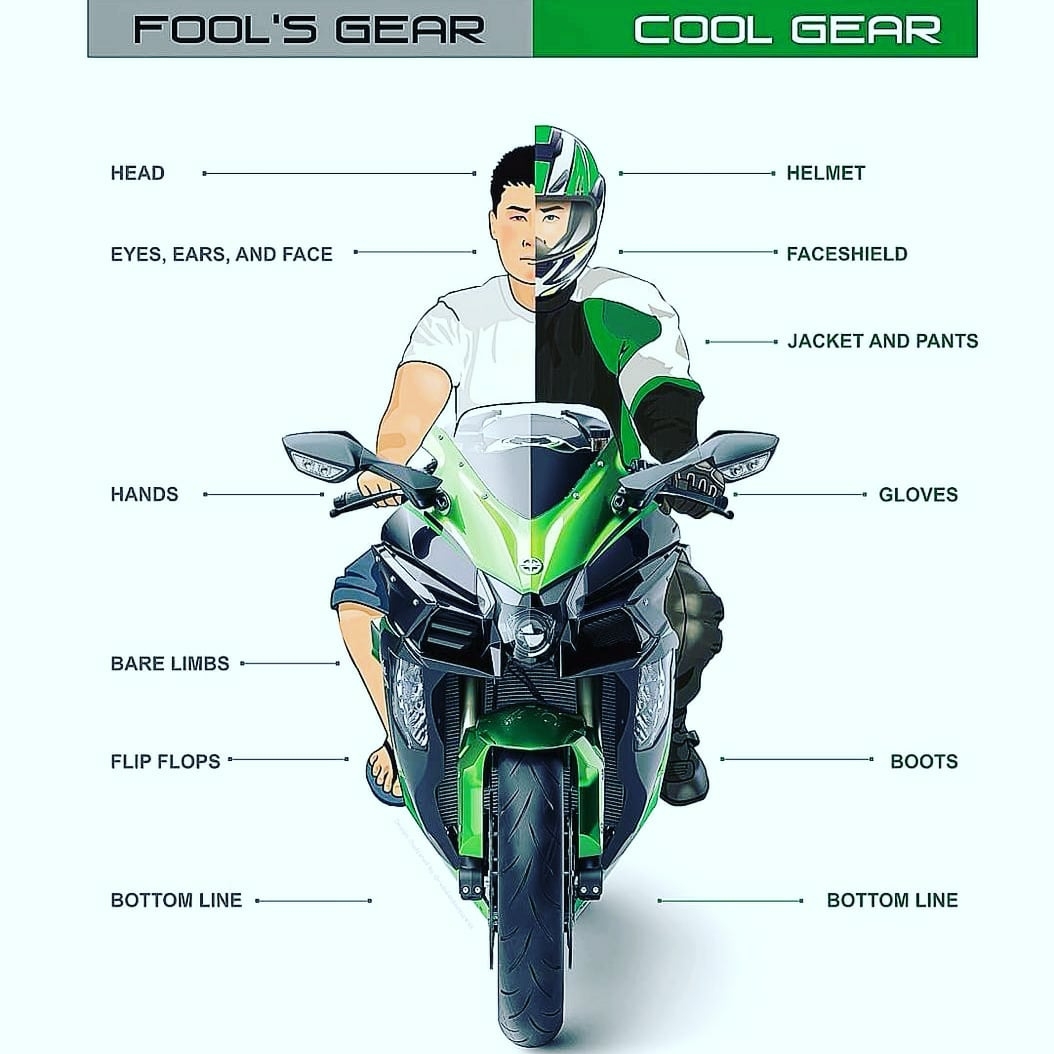 FOOL'S GEAR
COOL GEAR
HEAD
HELMET
EYES, EARS, AND FACE
FACESHIELD
JACKET AND PANTS
HANDS
GLOVES
BARE LIMBS
FLIP FLOPS
BOOTS
BOTTOM LINE
BOTTOM LINE